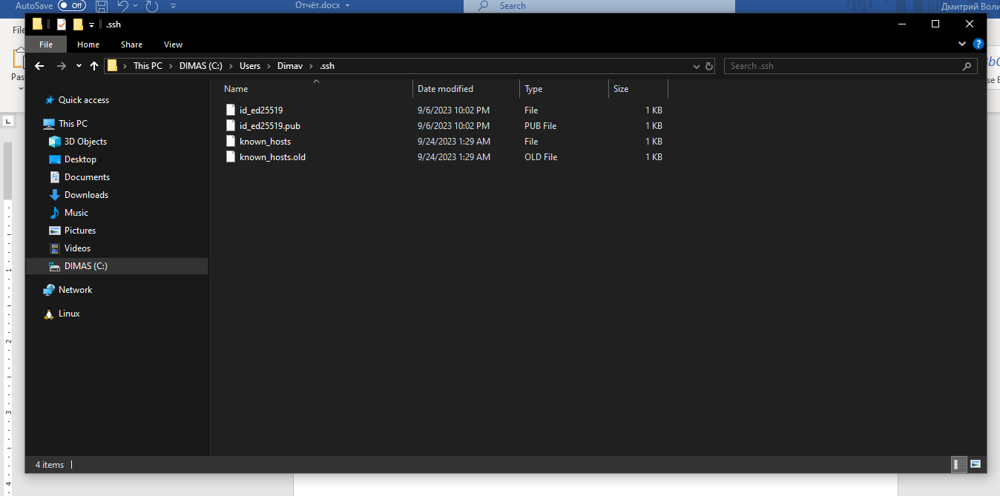 AutoSave Off Отчёт.docx Search
.ssh
File Home Share View
This PC DIMAS (C:) Users Dimav .ssh Search .ssh
Name Date modified Type Size
id_ed25519 9/6/2023 10:02 PM File 1 KB
id_ed25519.pub 9/6/2023 10:02 PM PUB File 1 KB
known_hosts 9/24/2023 1:29 AM File 1 KB
known_hosts.old 9/24/2023 1:29 AM OLD File 1 KB
Quick access
This PC
3D Objects
Desktop
Documents
Downloads
Music
Pictures
Videos
DIMAS (C:)
Network
Linux
4 items
1
2
3
4